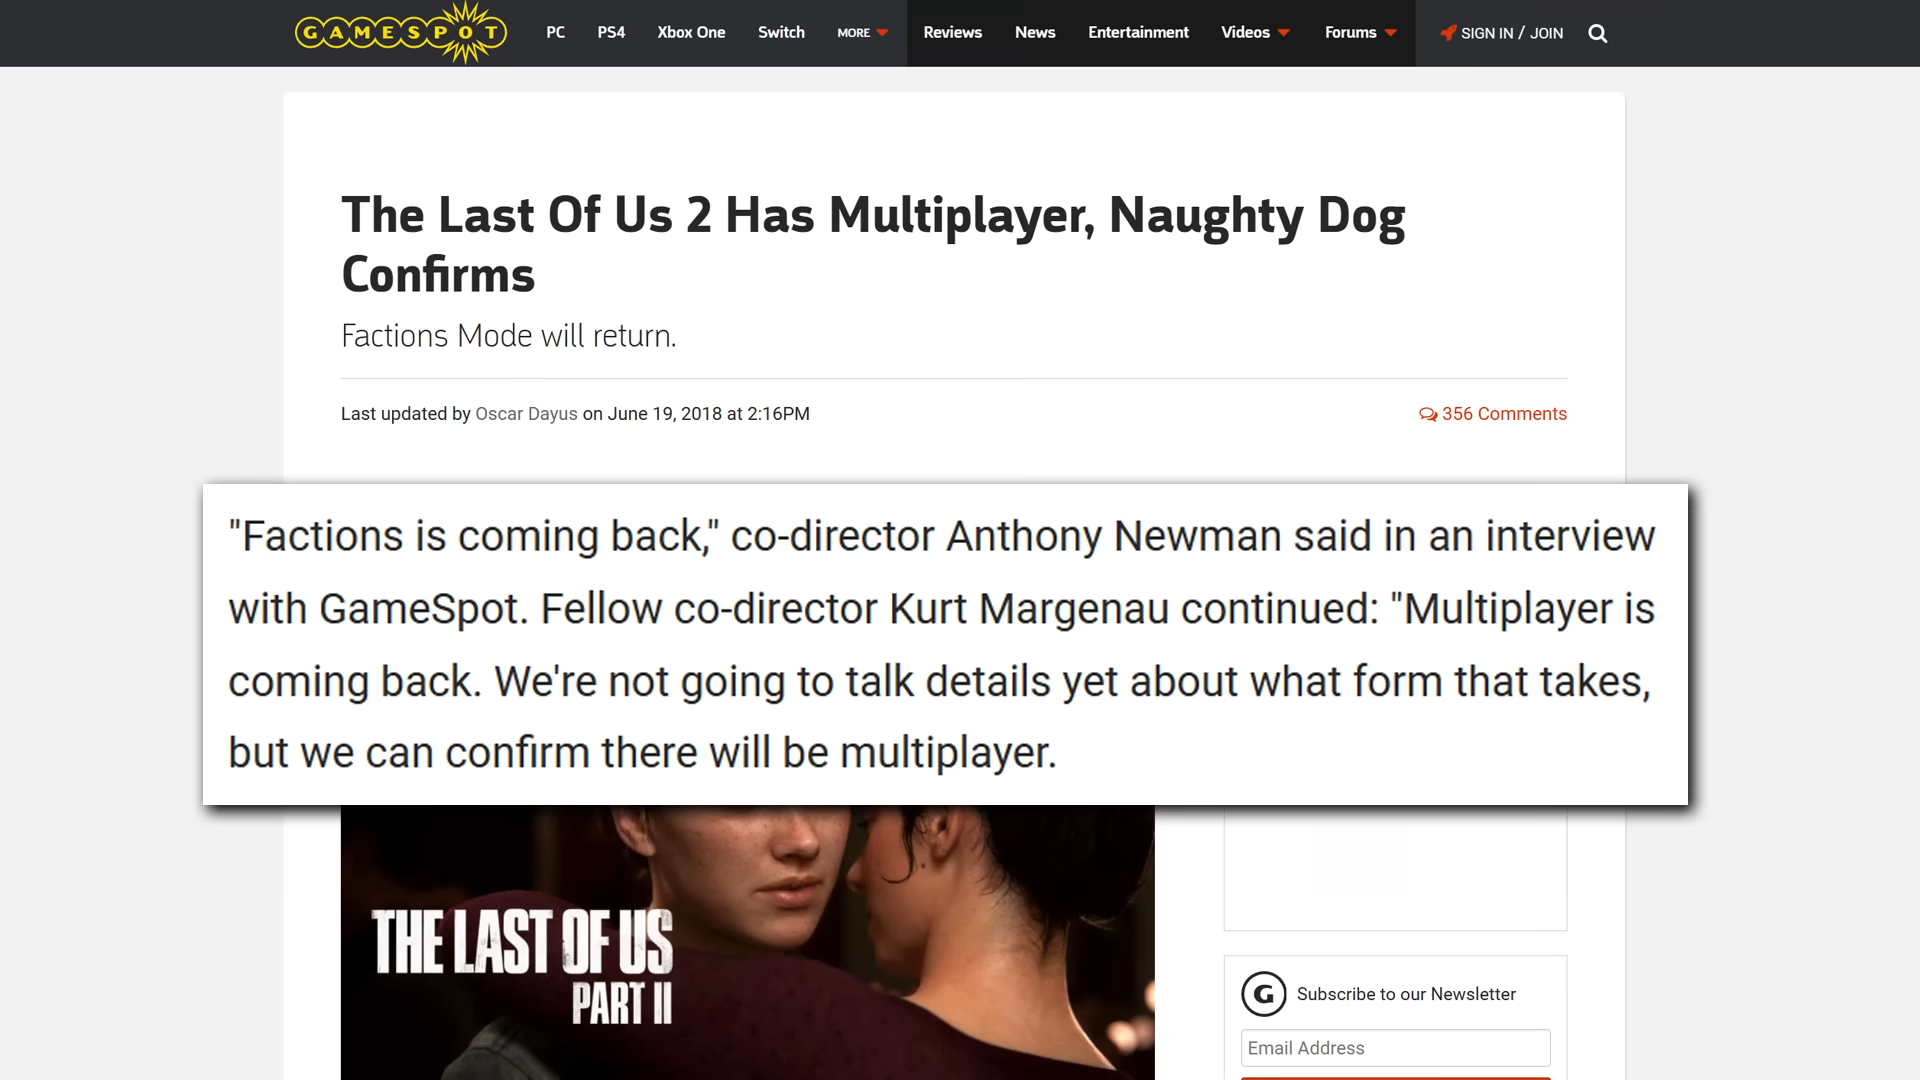 GAMESPOT PC PS4 Xbox One Switch MORE Reviews News Entertainment Videos Forums SIGN IN / JOIN
The Last Of Us 2 Has Multiplayer, Naughty Dog
Confirms
Factions Mode will return.
Last updated by Oscar Dayus on June 19, 2018 at 2:16PM 356 Comments
"Factions is coming back," co-director Anthony Newman said in an interview
with GameSpot. Fellow co-director Kurt Margenau continued: "Multiplayer is
coming back. We're not going to talk details yet about what form that takes,
but we can confirm there will be multiplayer.
THE LAST OF US
PART II
G Subscribe to our Newsletter
Email Address